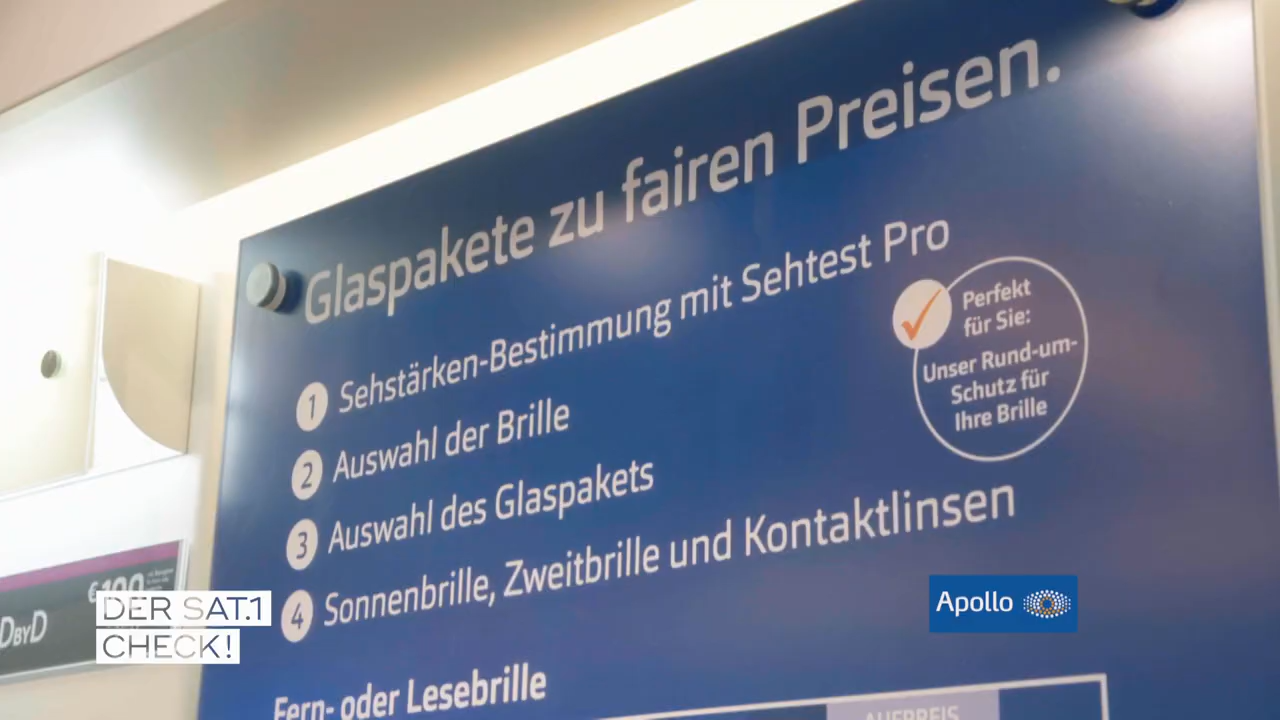 Glaspakete zu fairen Preisen.
1 Sehstärken-Bestimmung mit Sehtest Pro
2 Auswahl der Brille
3 Auswahl des Glaspakets
4 Sonnenbrille, Zweitbrille und Kontaktlinsen
Perfekt
für Sie:
Unser Rund-um-
Schutz für
Ihre Brille
Fern- oder Lesebrille
AUFPREIS
DBYD
DER SAT.1
CHECK!
Apollo